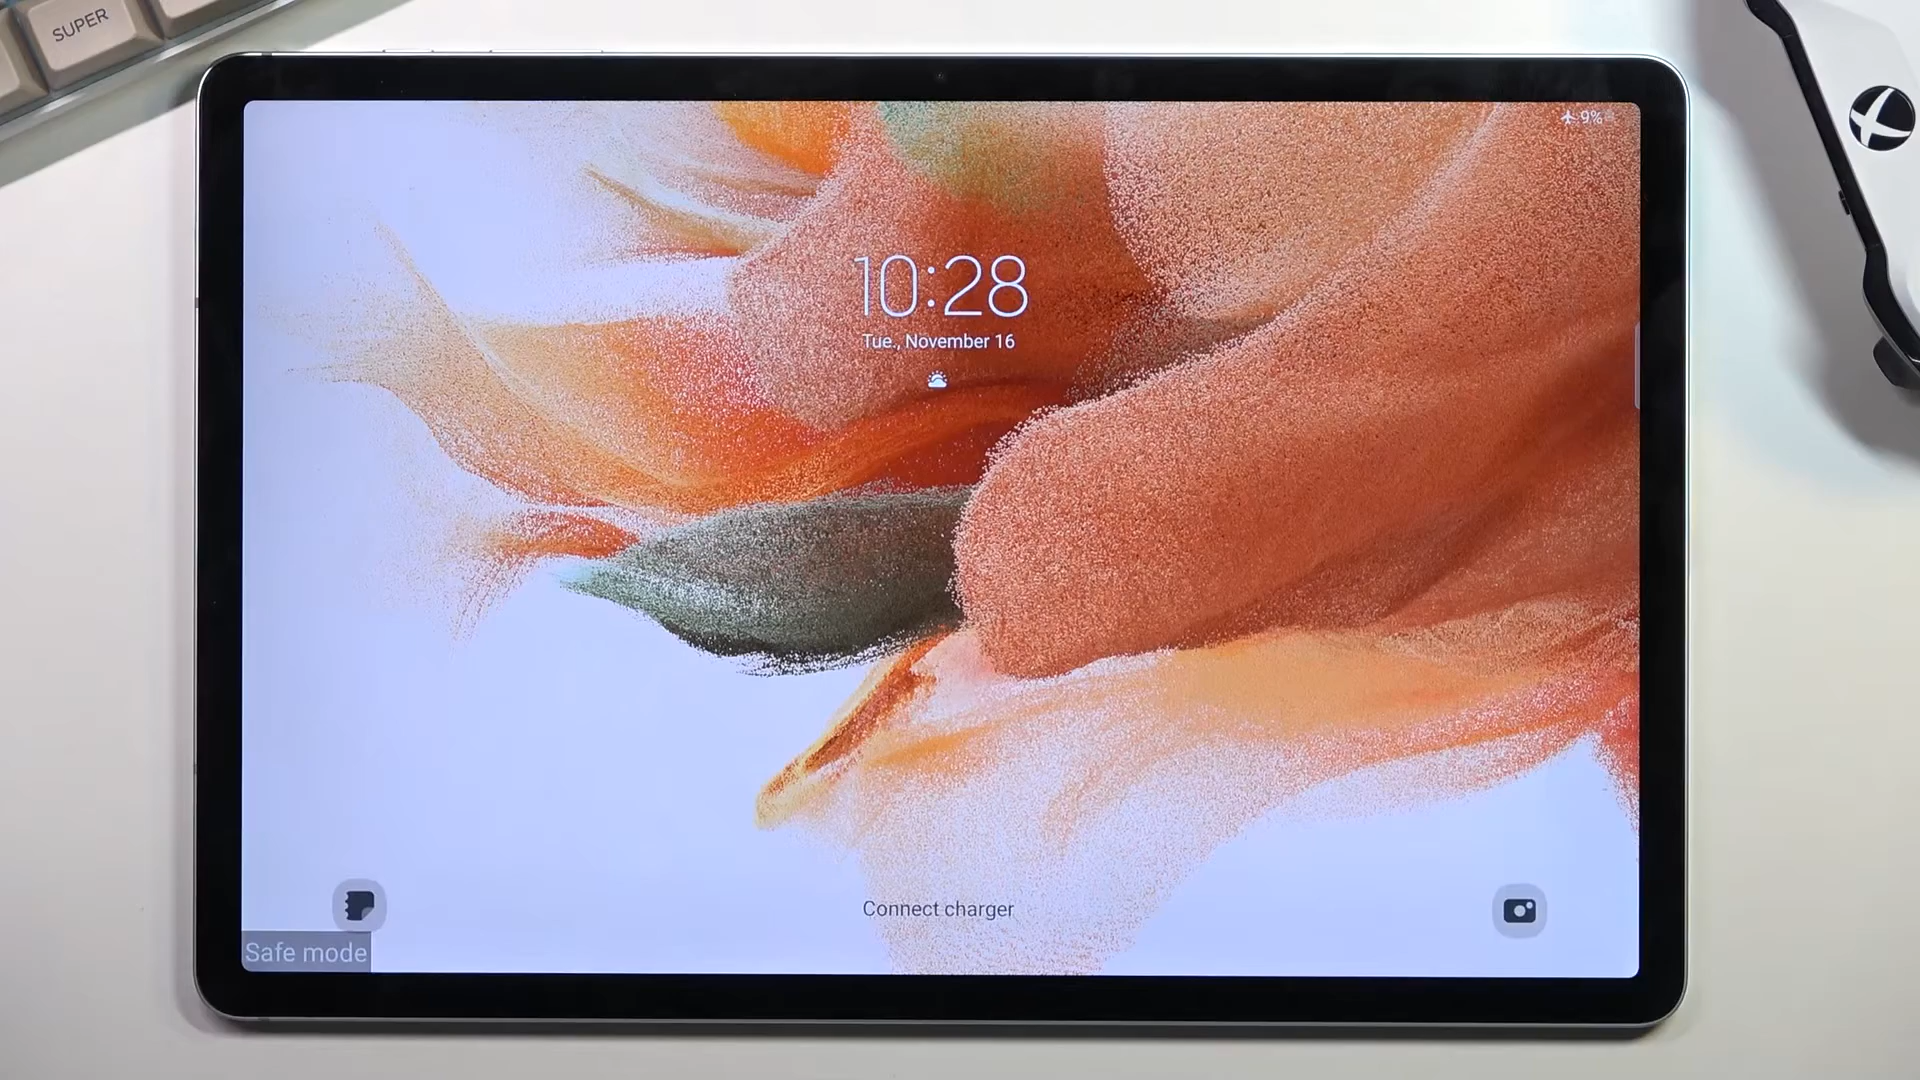 SUPER
9%
10:28
Tue., November 16
Connect charger
Safe mode